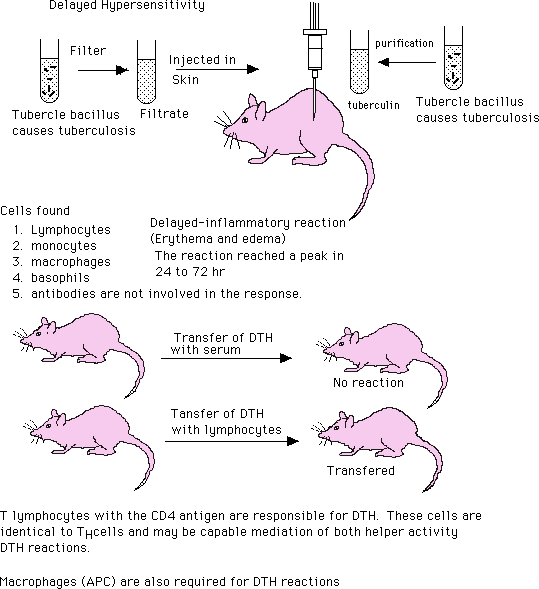 Delayed Hypersensitivity
Filter
Injected in
Skin
purification
Tubercle bacillus
causes tuberculosis
Filtrate
tuberculin
Tubercle bacillus
causes tuberculosis
Cells found
1. Lymphocytes
2. monocytes
3. macrophages
4. basophils
5. antibodies are not involved in the response.
Delayed-inflammatory reaction
(Erythema and edema)
The reaction reached a peak in
24 to 72 hr
Transfer of DTH
with serum
No reaction
Tansfer of DTH
with lymphocytes
Transfered
T lymphocytes with the CD4 antigen are responsible for DTH. These cells are
identical to THcells and may be capable mediation of both helper activity
DTH reactions.
Macrophages (APC) are also required for DTH reactions